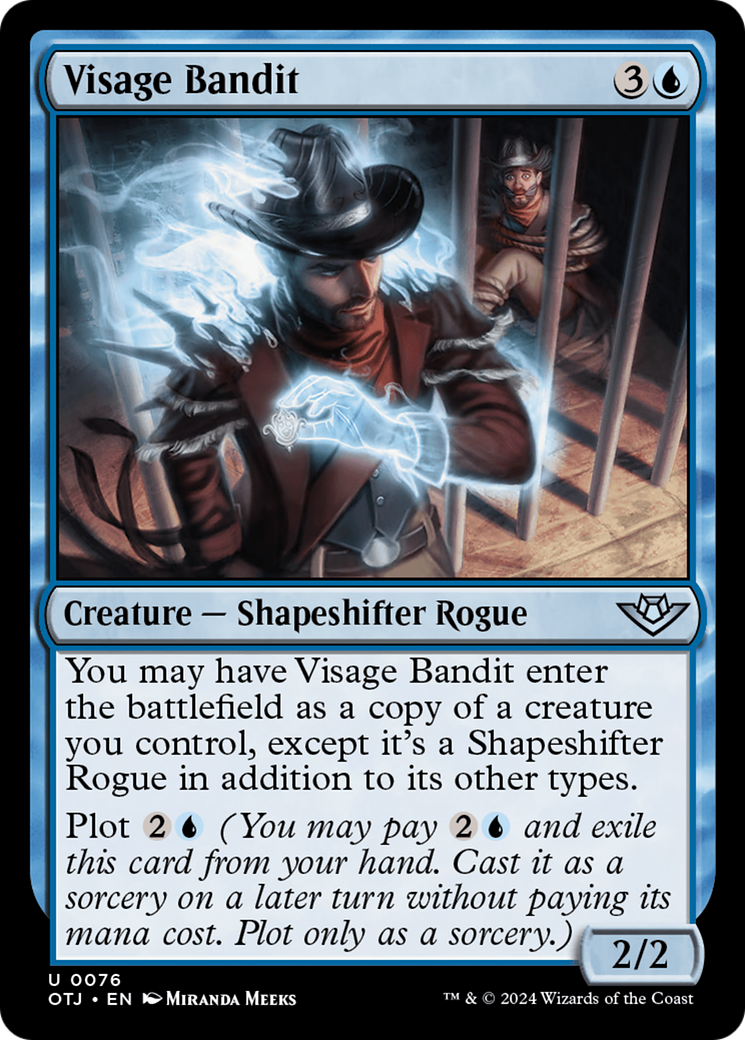 Visage Bandit 3
Creature — Shapeshifter Rogue
You may have Visage Bandit enter
the battlefield as a copy of a creature
you control, except it's a Shapeshifter
Rogue in addition to its other types.
Plot 2 (You may pay 2 and exile
this card from your hand. Cast it as a
sorcery on a later turn without paying its
mana cost. Plot only as a sorcery.)
2/2
U 0076
OTJ • EN Miranda Meeks
™ & © 2024 Wizards of the Coast